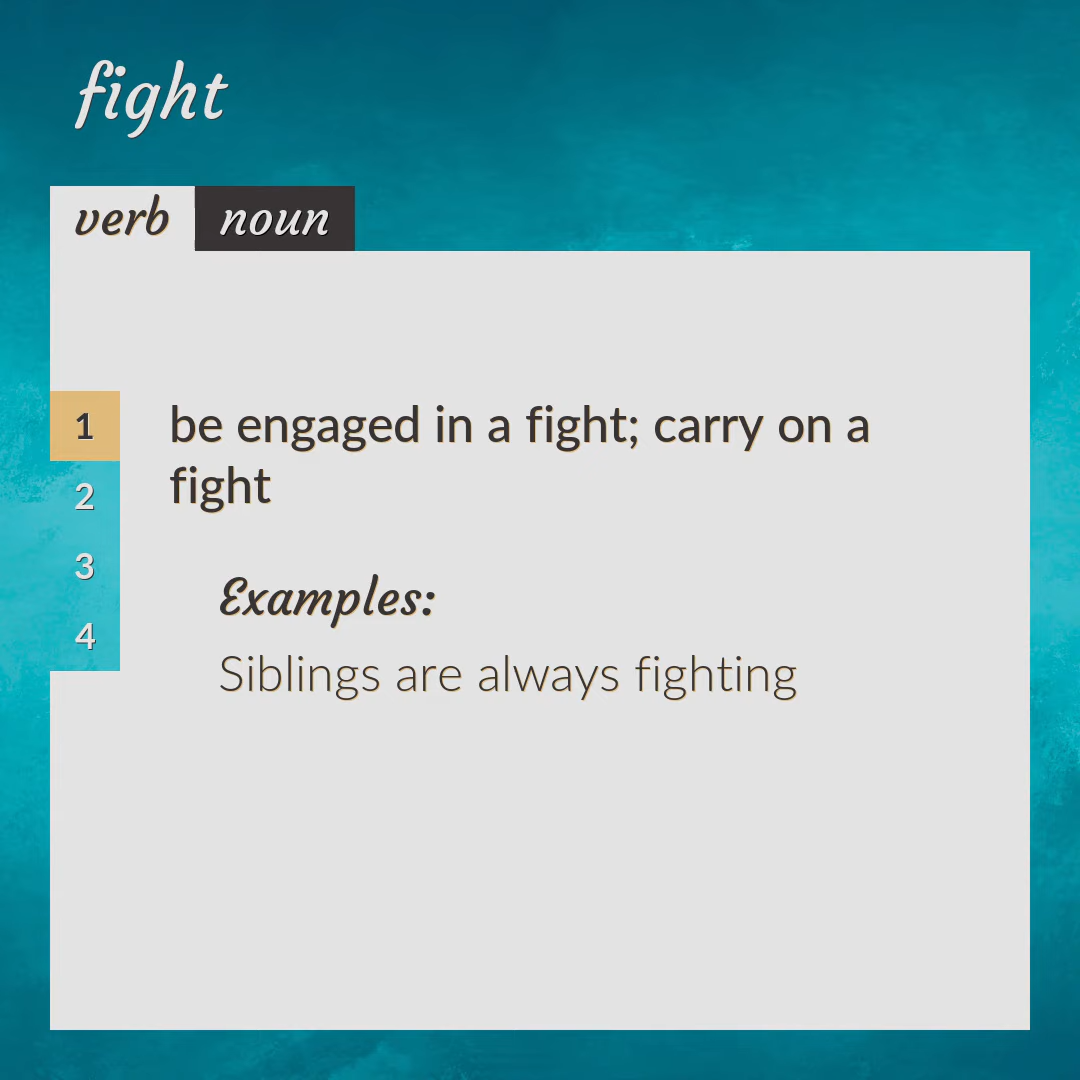 fight
verb noun
1 be engaged in a fight; carry on a
fight
2
3
Examples:
4
Siblings are always fighting